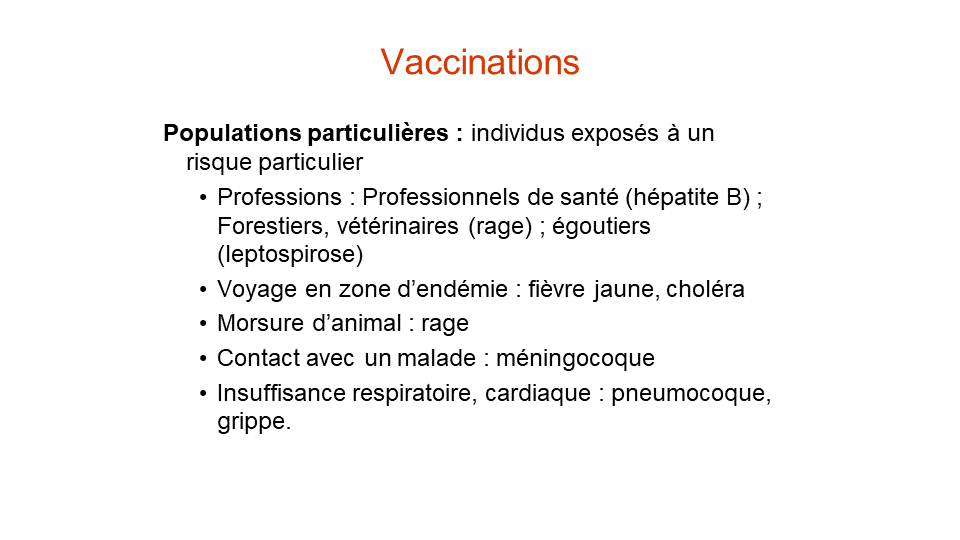 Vaccinations
Populations particulières : individus exposés à un
risque particulier
• Professions : Professionnels de santé (hépatite B) ;
Forestiers, vétérinaires (rage) ; égoutiers
(leptospirose)
• Voyage en zone d’endémie : fièvre jaune, choléra
• Morsure d’animal : rage
• Contact avec un malade : méningocoque
• Insuffisance respiratoire, cardiaque : pneumocoque,
grippe.